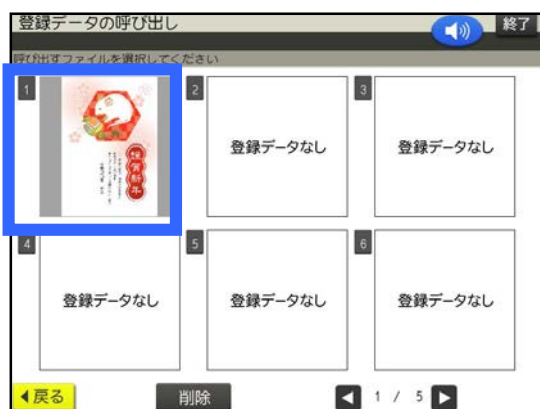 登録データの呼び出し
終了
呼び出すファイルを選択してください
1
謹賀新年
2
登録データなし
3
登録データなし
4
登録データなし
5
登録データなし
6
登録データなし
戻る
削除
1 / 5